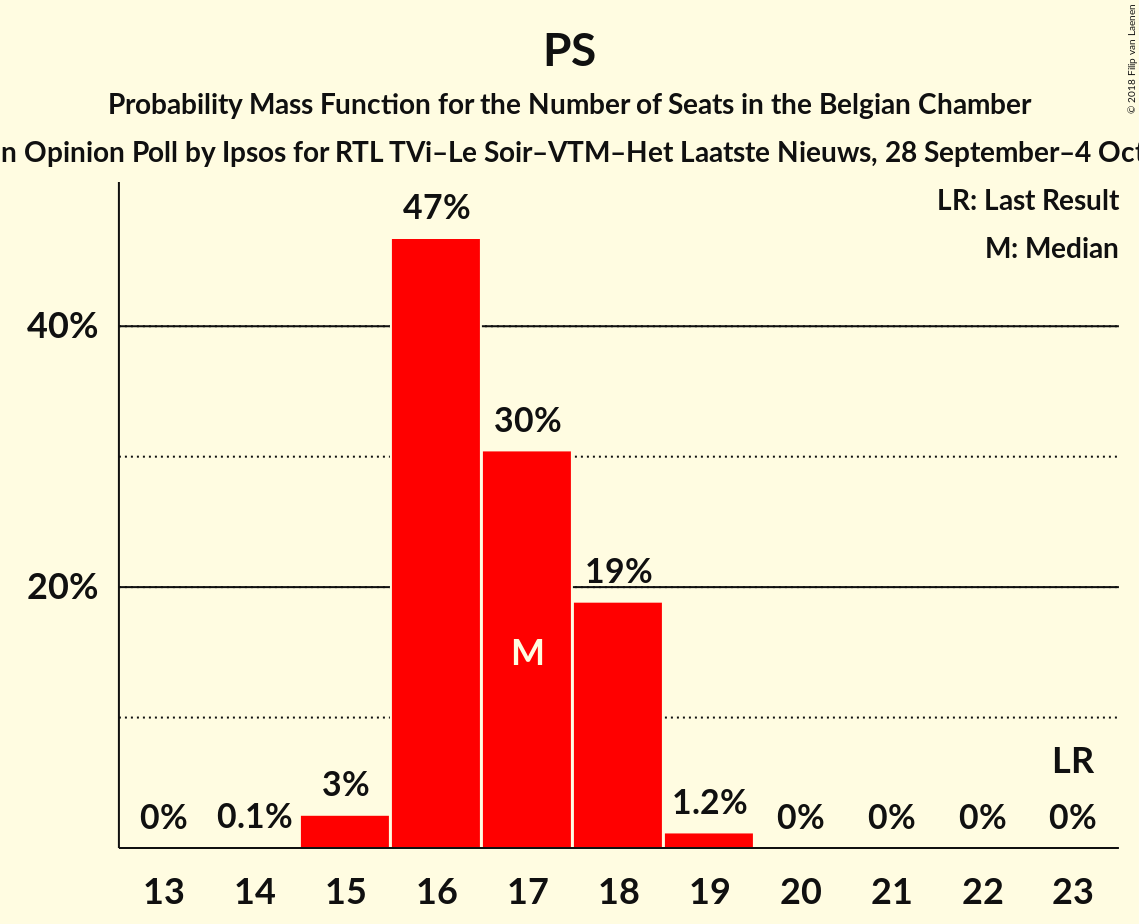 PS
Probability Mass Function for the Number of Seats in the Belgian Chamber
n Opinion Poll by Ipsos for RTL TVi–Le Soir–VTM–Het Laatste Nieuws, 28 September–4 Oct
© 2018 Filip van Laenen
LR: Last Result
M: Median
47%
40%
30%
19%
20%
M
LR
3%
0%
0.1%
1.2%
0%
0%
0%
0%
13 14 15 16 17 18 19 20 21 22 23